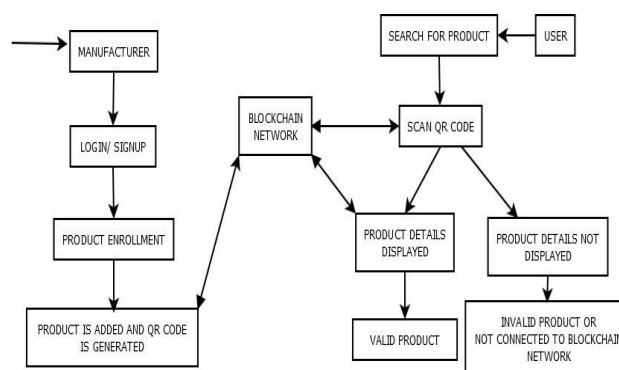 MANUFACTURER
LOGIN/ SIGNUP
PRODUCT ENROLLMENT
PRODUCT IS ADDED AND QR CODE
IS GENERATED
BLOCKCHAIN
NETWORK
SEARCH FOR PRODUCT
USER
SCAN QR CODE
PRODUCT DETAILS
DISPLAYED
PRODUCT DETAILS NOT
DISPLAYED
VALID PRODUCT
INVALID PRODUCT OR
NOT CONNECTED TO BLOCKCHAIN
NETWORK